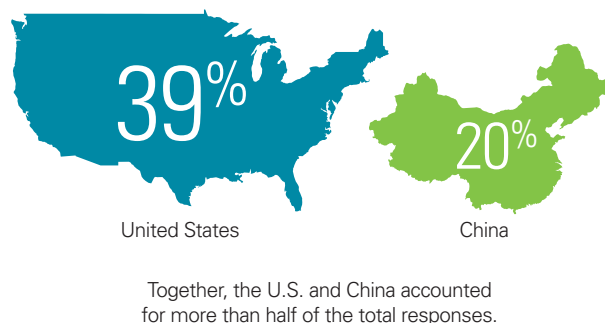 39%
20%
United States
China
Together, the U.S. and China accounted
for more than half of the total responses.